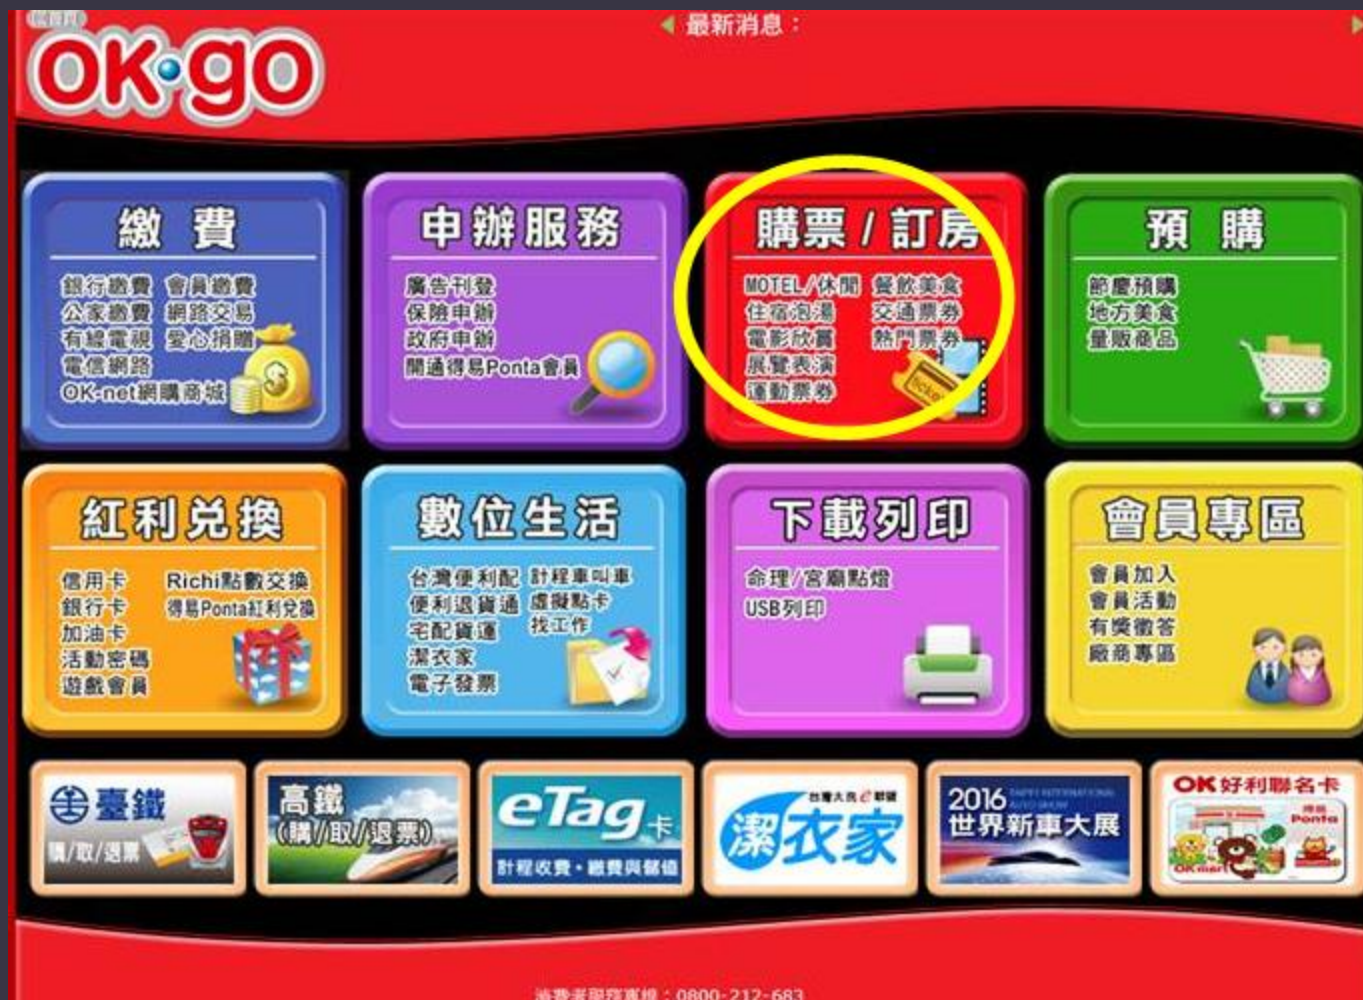 回首頁
OK·go
最新消息：
繳費
銀行繳費 會員繳費
公家繳費 網路交易
有線電視 愛心捐贈
電信網路
OK-net網購商城
申辦服務
廣告刊登
保險申辦
政府申辦
開通得易Ponta會員
購票/訂房
MOTEL/休閒 餐飲美食
住宿泡湯 交通票券
電影欣賞 熱門票券
展覽表演
運動票券
ticket
預購
節慶預購
地方美食
量販商品
紅利兌換
信用卡 Richi點數交換
銀行卡 得易Ponta紅利兌換
加油卡
活動密碼
遊戲會員
數位生活
台灣便利配 計程車叫車
便利退貨通 虛擬點卡
宅配貨運 找工作
潔衣家
電子發票
下載列印
命理/宮廟點燈
USB列印
會員專區
會員加入
會員活動
有獎徵答
廠商專區
臺鐵
購/取/退票
高鐵
(購/取/退票)
eTag卡
計程收費·繳費與儲值
潔衣家
2016 TAIPEI INTERNATIONAL AUTO SHOW
世界新車大展
OK好利聯名卡
得易
Ponta
OKmart
消費者服務專線：0800-212-683